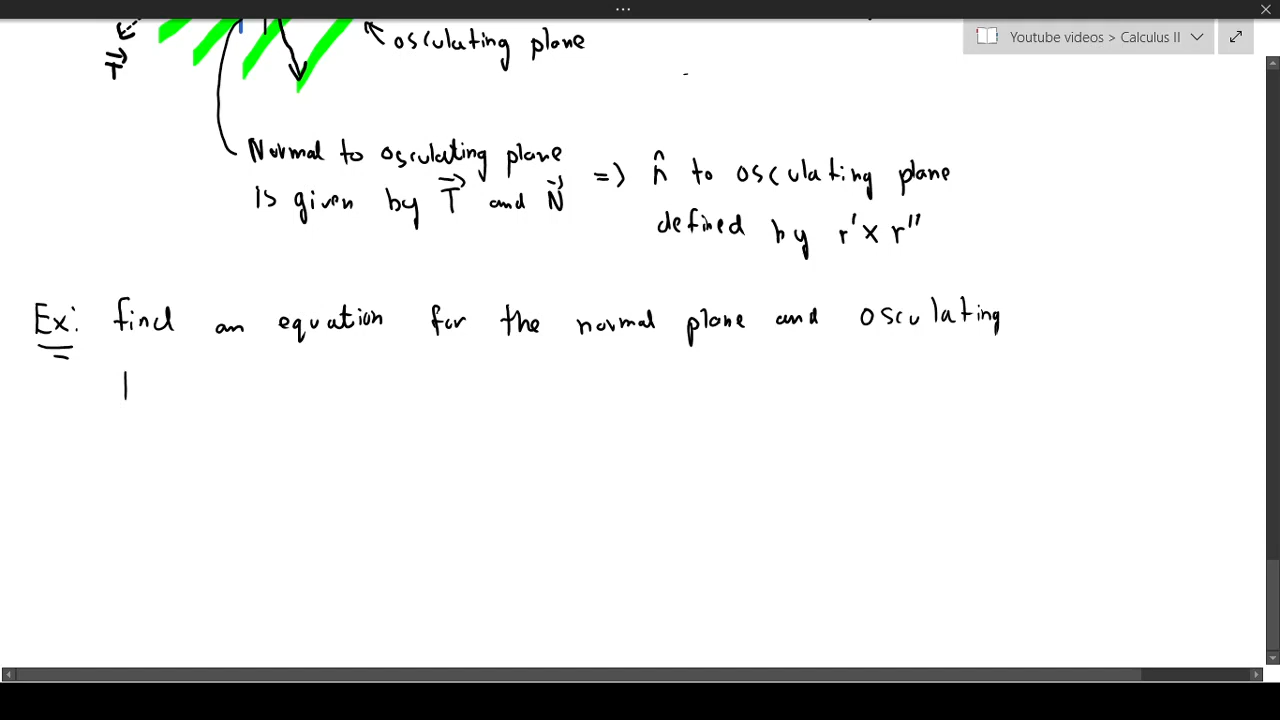 Youtube videos > Calculus II
osculating plane
T
Normal to osculating plane
Is given by T⃗ and N⃗ => n̂ to osculating plane
defined by r' x r"
Ex: find an equation for the normal plane and osculating